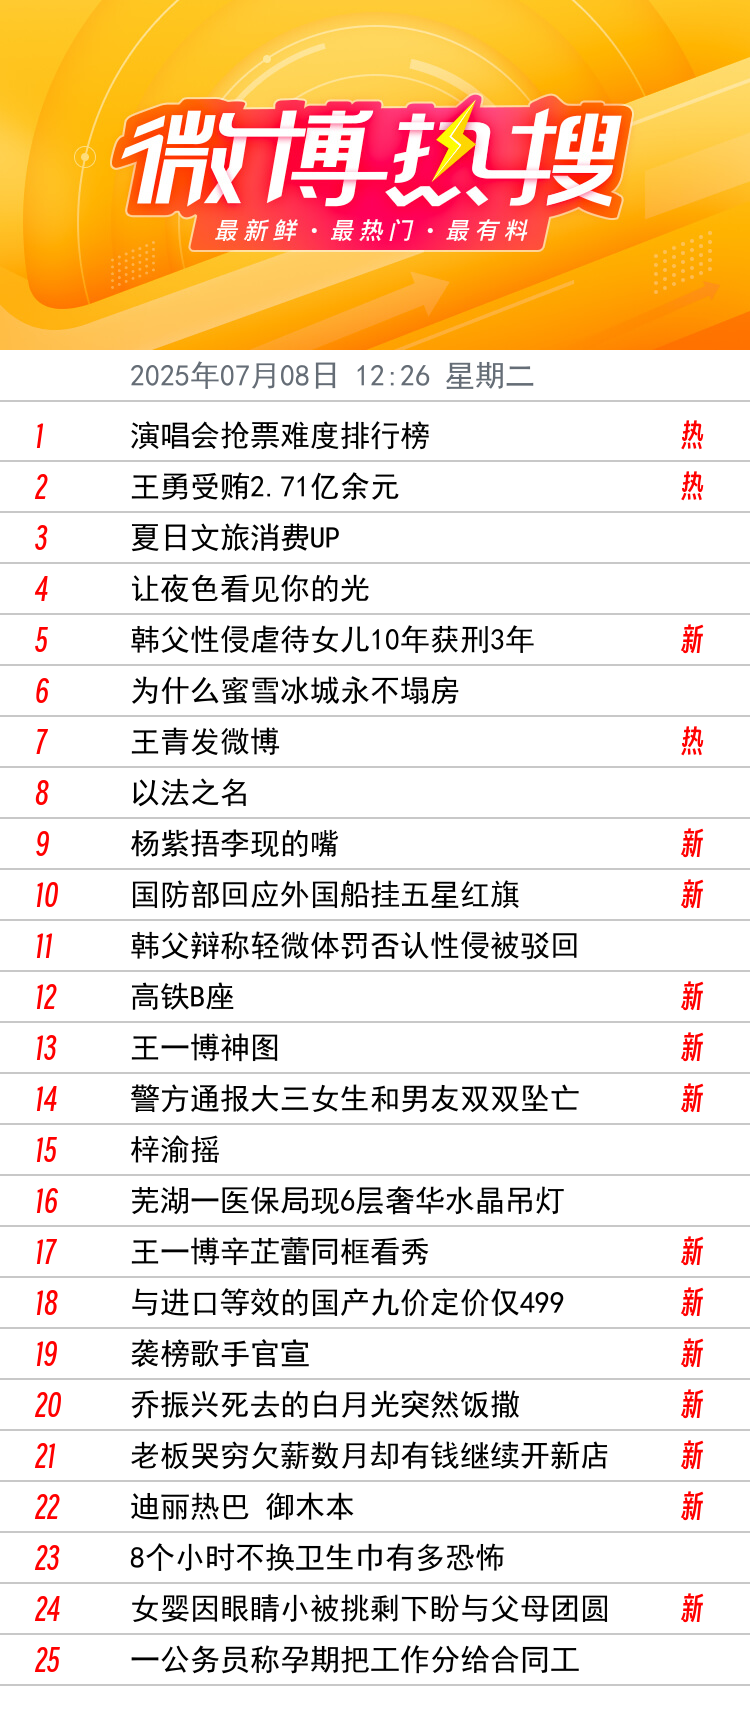 微博热搜
最新鲜·最热门·最有料
2025年07月08日 12:26 星期二
1 演唱会抢票难度排行榜 热
2 王勇受贿2.71亿余元 热
3 夏日文旅消费UP
4 让夜色看见你的光
5 韩父性侵虐待女儿10年获刑3年 新
6 为什么蜜雪冰城永不塌房
7 王青发微博 热
8 以法之名
9 杨紫捂李现的嘴 新
10 国防部回应外国船挂五星红旗 新
11 韩父辩称轻微体罚否认性侵被驳回
12 高铁B座 新
13 王一博神图 新
14 警方通报大三女生和男友双双坠亡 新
15 梓渝摇
16 芜湖一医保局现6层奢华水晶吊灯
17 王一博辛芷蕾同框看秀 新
18 与进口等效的国产九价定价仅499 新
19 袭榜歌手官宣 新
20 乔振兴死去的白月光突然饭撒 新
21 老板哭穷欠薪数月却有钱继续开新店 新
22 迪丽热巴 御木本 新
23 8个小时不换卫生巾有多恐怖
24 女婴因眼睛小被挑剩下盼与父母团圆 新
25 一公务员称孕期把工作分给合同工